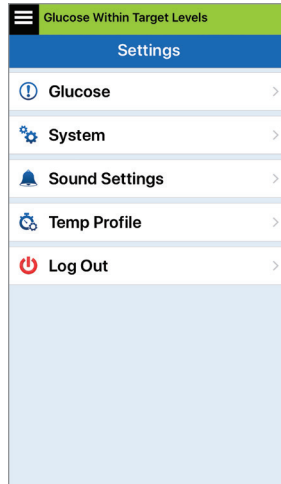 Glucose Within Target Levels
Settings
Glucose
System
Sound Settings
Temp Profile
Log Out